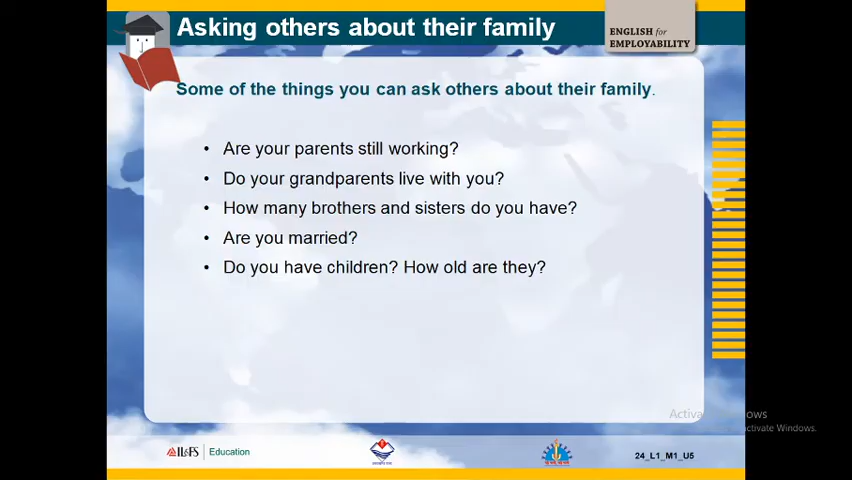 Asking others about their family
ENGLISH for
EMPLOYABILITY
Some of the things you can ask others about their family.
• Are your parents still working?
• Do your grandparents live with you?
• How many brothers and sisters do you have?
• Are you married?
• Do you have children? How old are they?
IL&FS Education
24_L1_M1_U5